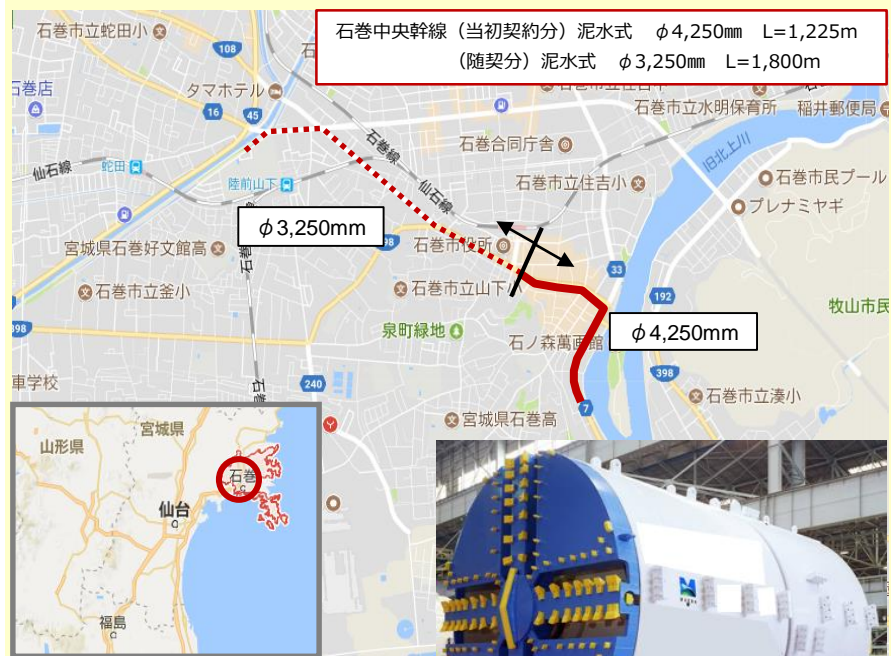 石巻中央幹線（当初契約分）泥水式 φ4,250㎜ L=1,225m
（随契分）泥水式 φ3,250㎜ L=1,800m
石巻市立蛇田小
108
石巻店
タマホテル
45
16
石巻市立水明保育所
稲井郵便局
石巻線
石巻合同庁舎
旧北上川
仙石線
蛇田
陸前山下
仙石線
石巻市立住吉小
石巻市民プール
プレナミヤギ
φ3,250mm
宮城県石巻好文館高
石巻市役所
33
石巻市立釜小
石巻市立山下
192
牧山市民
398
泉町緑地
石ノ森萬画館
φ4,250mm
車学校
240
398
石巻市立湊小
宮城県石巻高
7
宮城県
山形県
石巻
仙台
福島